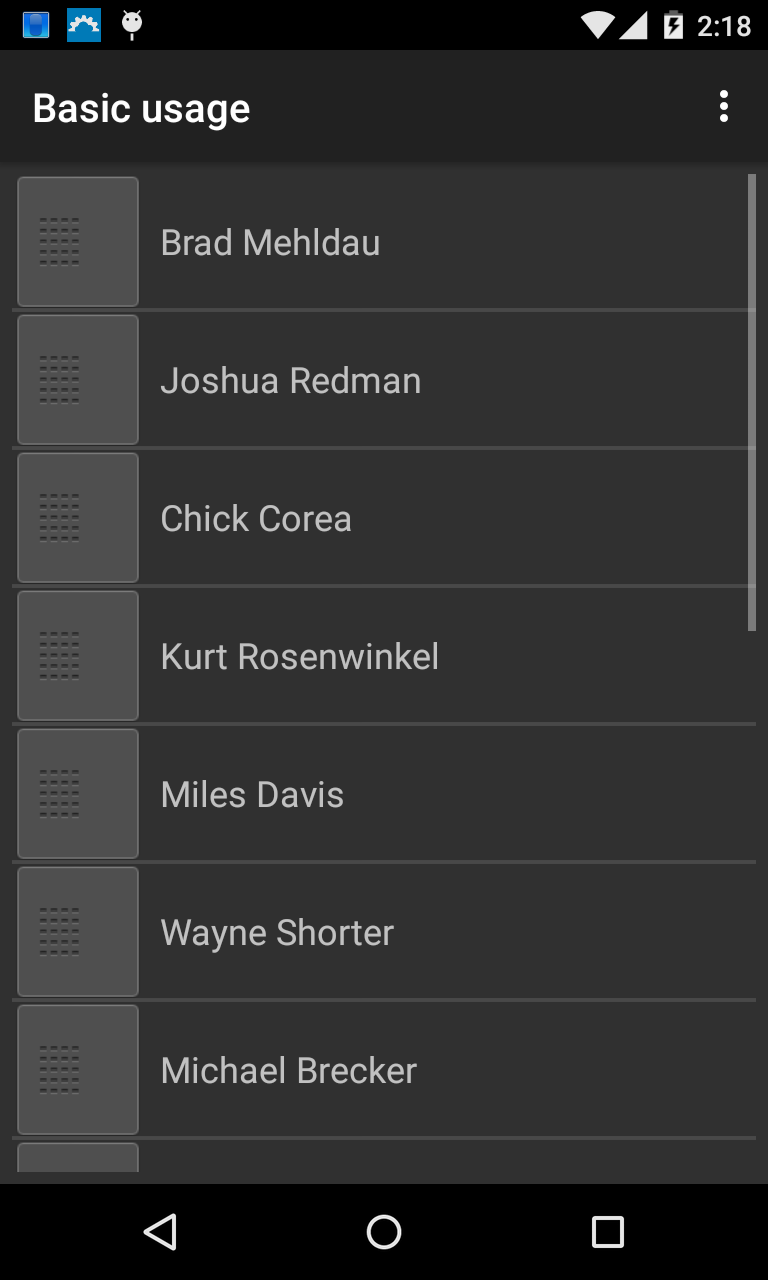 2:18
Basic usage
Brad Mehldau
Joshua Redman
Chick Corea
Kurt Rosenwinkel
Miles Davis
Wayne Shorter
Michael Brecker